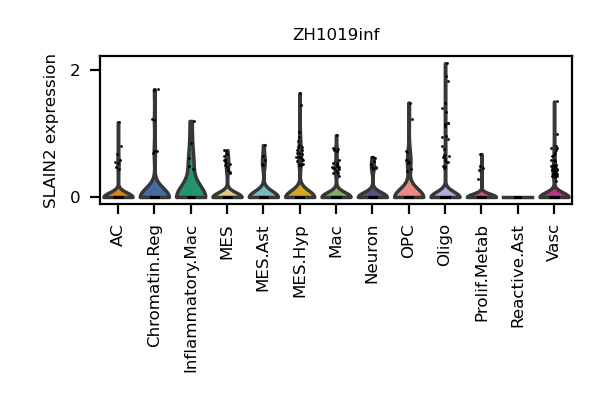 ZH1019inf
SLAIN2 expression
2
0
AC
Chromatin.Reg
Inflammatory.Mac
MES
MES.Ast
MES.Hyp
Mac
Neuron
OPC
Oligo
Prolif.Metab
Reactive.Ast
Vasc